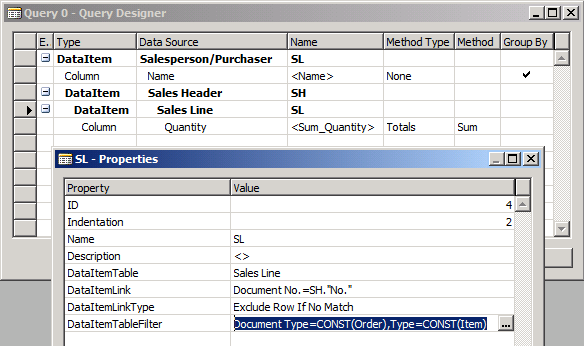 Query 0 - Query Designer
E. Type Data Source Name Method Type Method Group By
DataItem Salesperson/Purchaser SL
Column Name <Name> None
DataItem Sales Header SH
DataItem Sales Line SL
Column Quantity <Sum_Quantity> Totals Sum
SL - Properties
Property Value
ID 4
Indentation 2
Name SL
Description <>
DataItemTable Sales Line
DataItemLink Document No.=SH."No."
DataItemLinkType Exclude Row If No Match
DataItemTableFilter Document Type=CONST(Order),Type=CONST(Item) ...